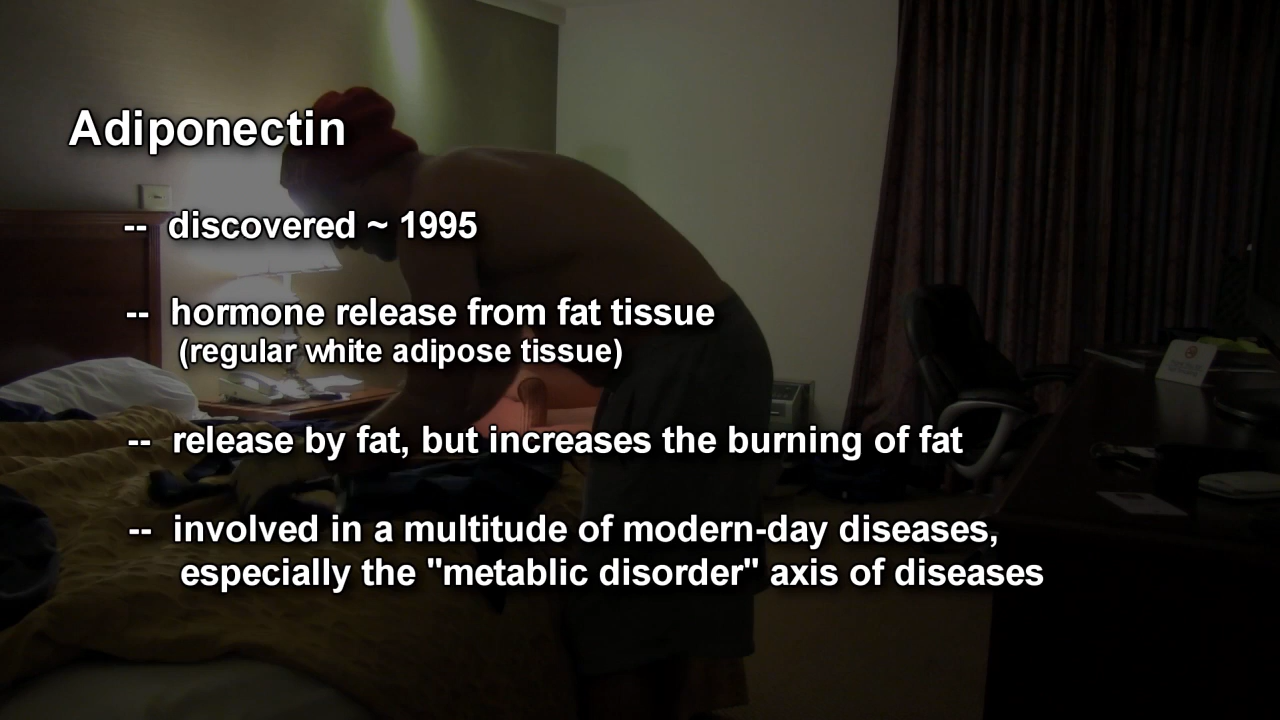 Adiponectin
-- discovered ~ 1995
-- hormone release from fat tissue
(regular white adipose tissue)
-- release by fat, but increases the burning of fat
-- involved in a multitude of modern-day diseases,
especially the "metablic disorder" axis of diseases